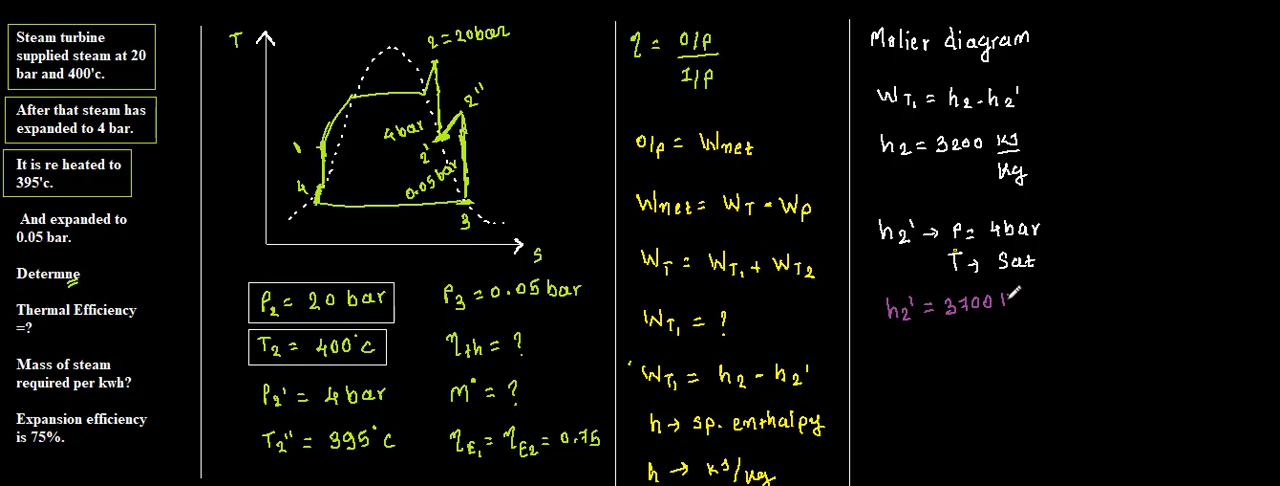 Steam turbine
supplied steam at 20
bar and 400'c.
After that steam has
expanded to 4 bar.
It is re heated to
395'c.
And expanded to
0.05 bar.
Determne
Thermal Efficiency
=?
Mass of steam
required per kwh?
Expansion efficiency
is 75%.
T
2 = 20bar
2"
4bar
2'
0.05bar
1
4
3
S
P₂ = 20 bar
T₂ = 400°c
P₂' = 4bar
T₂" = 395°c
P₃ = 0.05bar
ηth = ?
m° = ?
ηE₁ = ηE₂ = 0.75
η = O/P
I/P
O/P = Wnet
Wnet = WT - WP
WT = WT₁ + WT2
WT₁ = ?
WT₁ = h₂ - h₂'
h → sp. enthalpy
h → KJ/Kg
Molier diagram
WT₁ = h₂ - h₂'
h₂ = 3200 KJ
Kg
h₂' → P = 4bar
T → Sat
h₂' = 3700